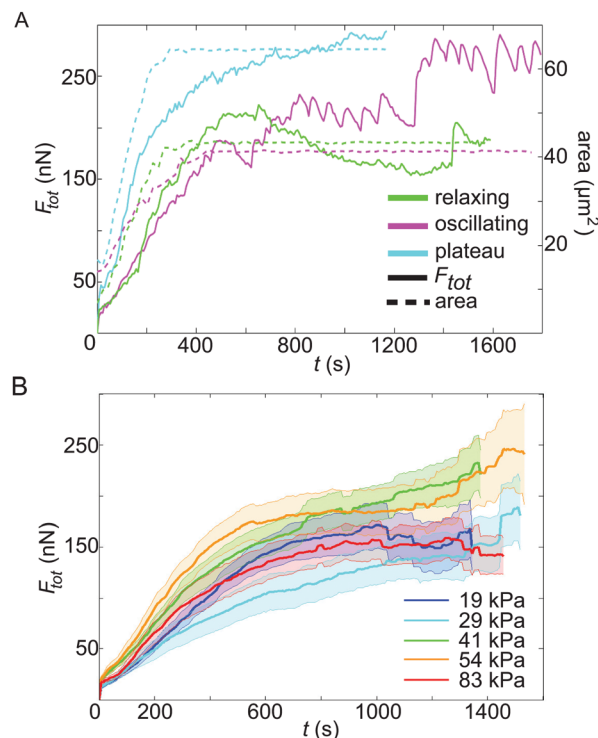 A
250
150
50
0
400
800
1200
1600
60
40
20
F_tot (nN)
area (μm²)
t (s)
relaxing
oscillating
plateau
F_tot
area
B
250
150
50
0
200
600
1000
1400
F_tot (nN)
t (s)
19 kPa
29 kPa
41 kPa
54 kPa
83 kPa